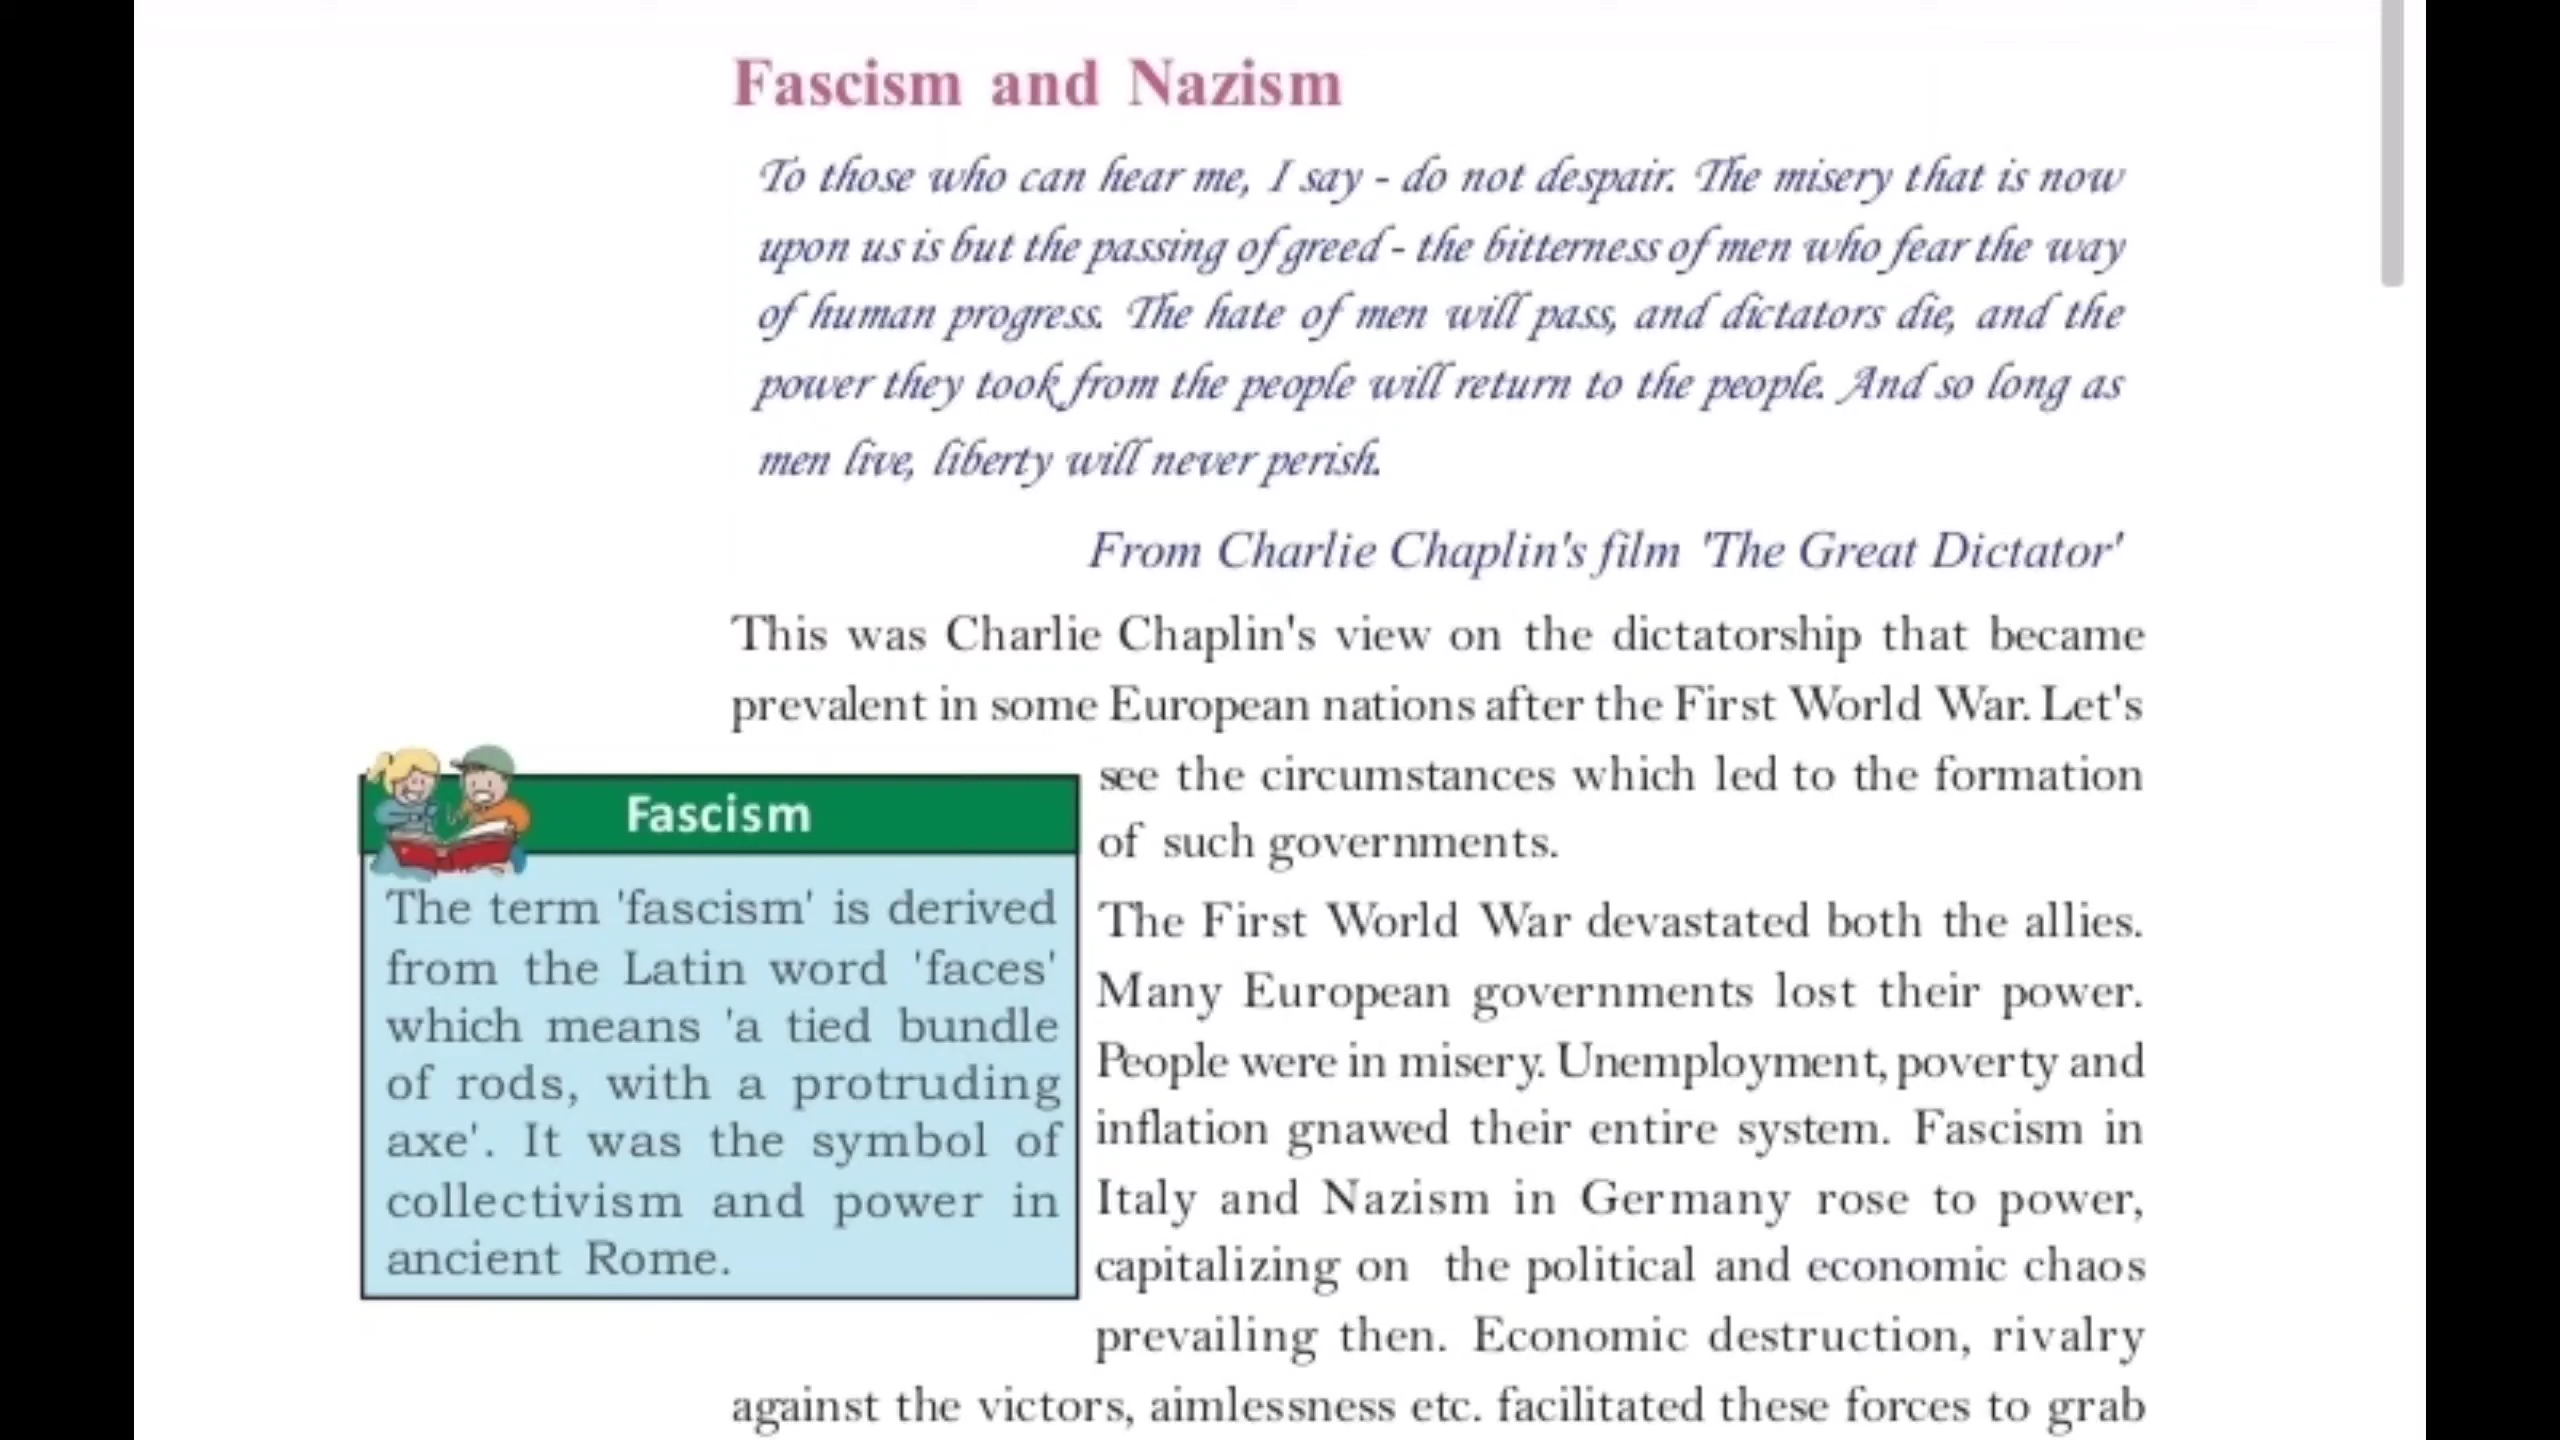 Fascism and Nazism
To those who can hear me, I say - do not despair. The misery that is now
upon us is but the passing of greed - the bitterness of men who fear the way
of human progress. The hate of men will pass, and dictators die, and the
power they took from the people will return to the people. And so long as
men live, liberty will never perish.
From Charlie Chaplin's film 'The Great Dictator'
This was Charlie Chaplin's view on the dictatorship that became
prevalent in some European nations after the First World War. Let's
see the circumstances which led to the formation
of such governments.
The First World War devastated both the allies.
Many European governments lost their power.
People were in misery. Unemployment, poverty and
inflation gnawed their entire system. Fascism in
Italy and Nazism in Germany rose to power,
capitalizing on the political and economic chaos
prevailing then. Economic destruction, rivalry
against the victors, aimlessness etc. facilitated these forces to grab
Fascism
The term 'fascism' is derived
from the Latin word 'faces'
which means 'a tied bundle
of rods, with a protruding
axe'. It was the symbol of
collectivism and power in
ancient Rome.